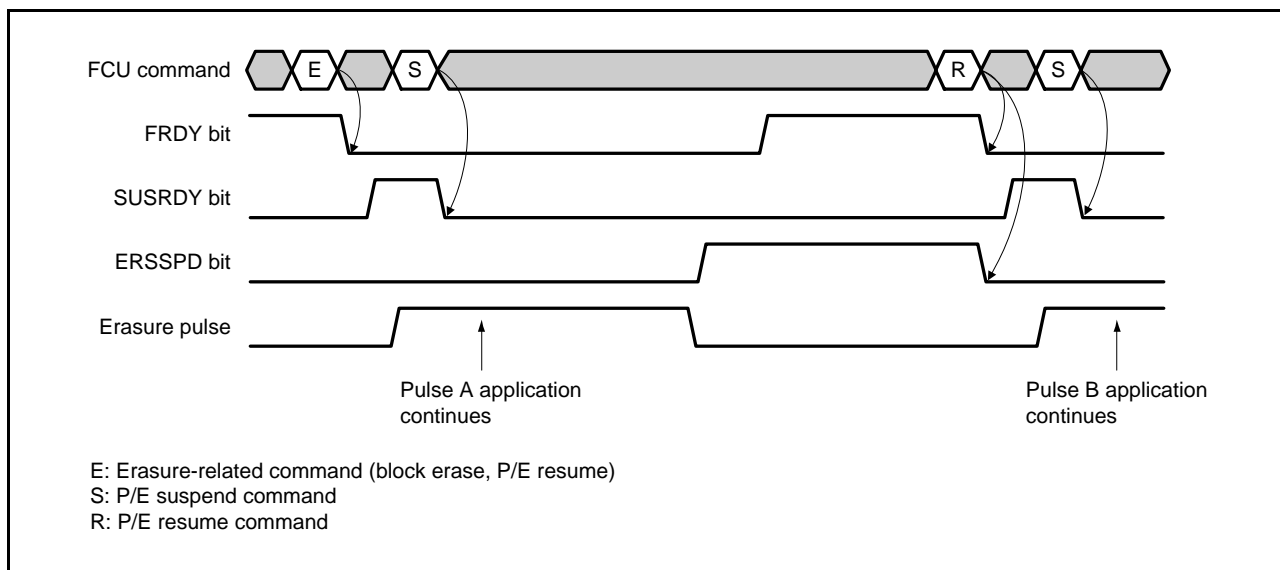 FCU command
E
S
R
S
FRDY bit
SUSRDY bit
ERSSPD bit
Erasure pulse
Pulse A application
continues
Pulse B application
continues
E: Erasure-related command (block erase, P/E resume)
S: P/E suspend command
R: P/E resume command